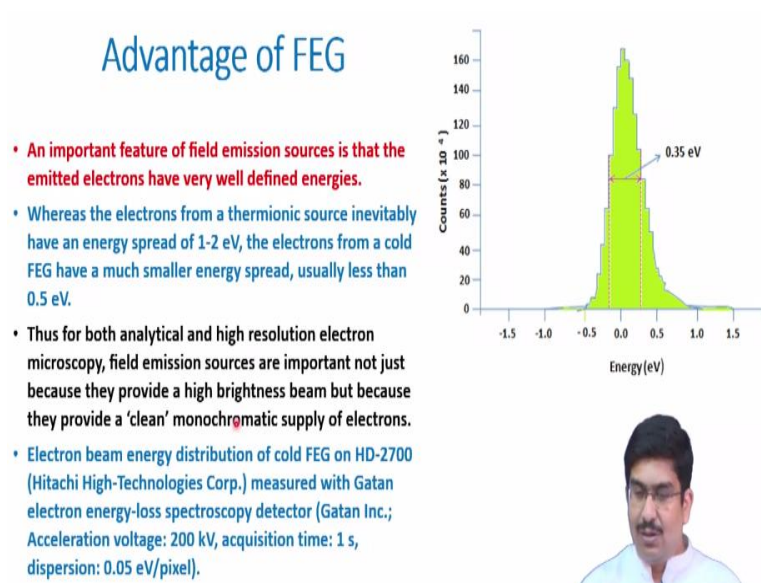 Advantage of FEG
• An important feature of field emission sources is that the
emitted electrons have very well defined energies.
• Whereas the electrons from a thermionic source inevitably
have an energy spread of 1-2 eV, the electrons from a cold
FEG have a much smaller energy spread, usually less than
0.5 eV.
• Thus for both analytical and high resolution electron
microscopy, field emission sources are important not just
because they provide a high brightness beam but because
they provide a ‘clean’ monochromatic supply of electrons.
• Electron beam energy distribution of cold FEG on HD-2700
(Hitachi High-Technologies Corp.) measured with Gatan
electron energy-loss spectroscopy detector (Gatan Inc.;
Acceleration voltage: 200 kV, acquisition time: 1 s,
dispersion: 0.05 eV/pixel).
Counts (x 10 ⁻⁴)
160
140
120
100
80
60
40
20
0
0.35 eV
-1.5 -1.0 -0.5 0.0 0.5 1.0 1.5
Energy (eV)